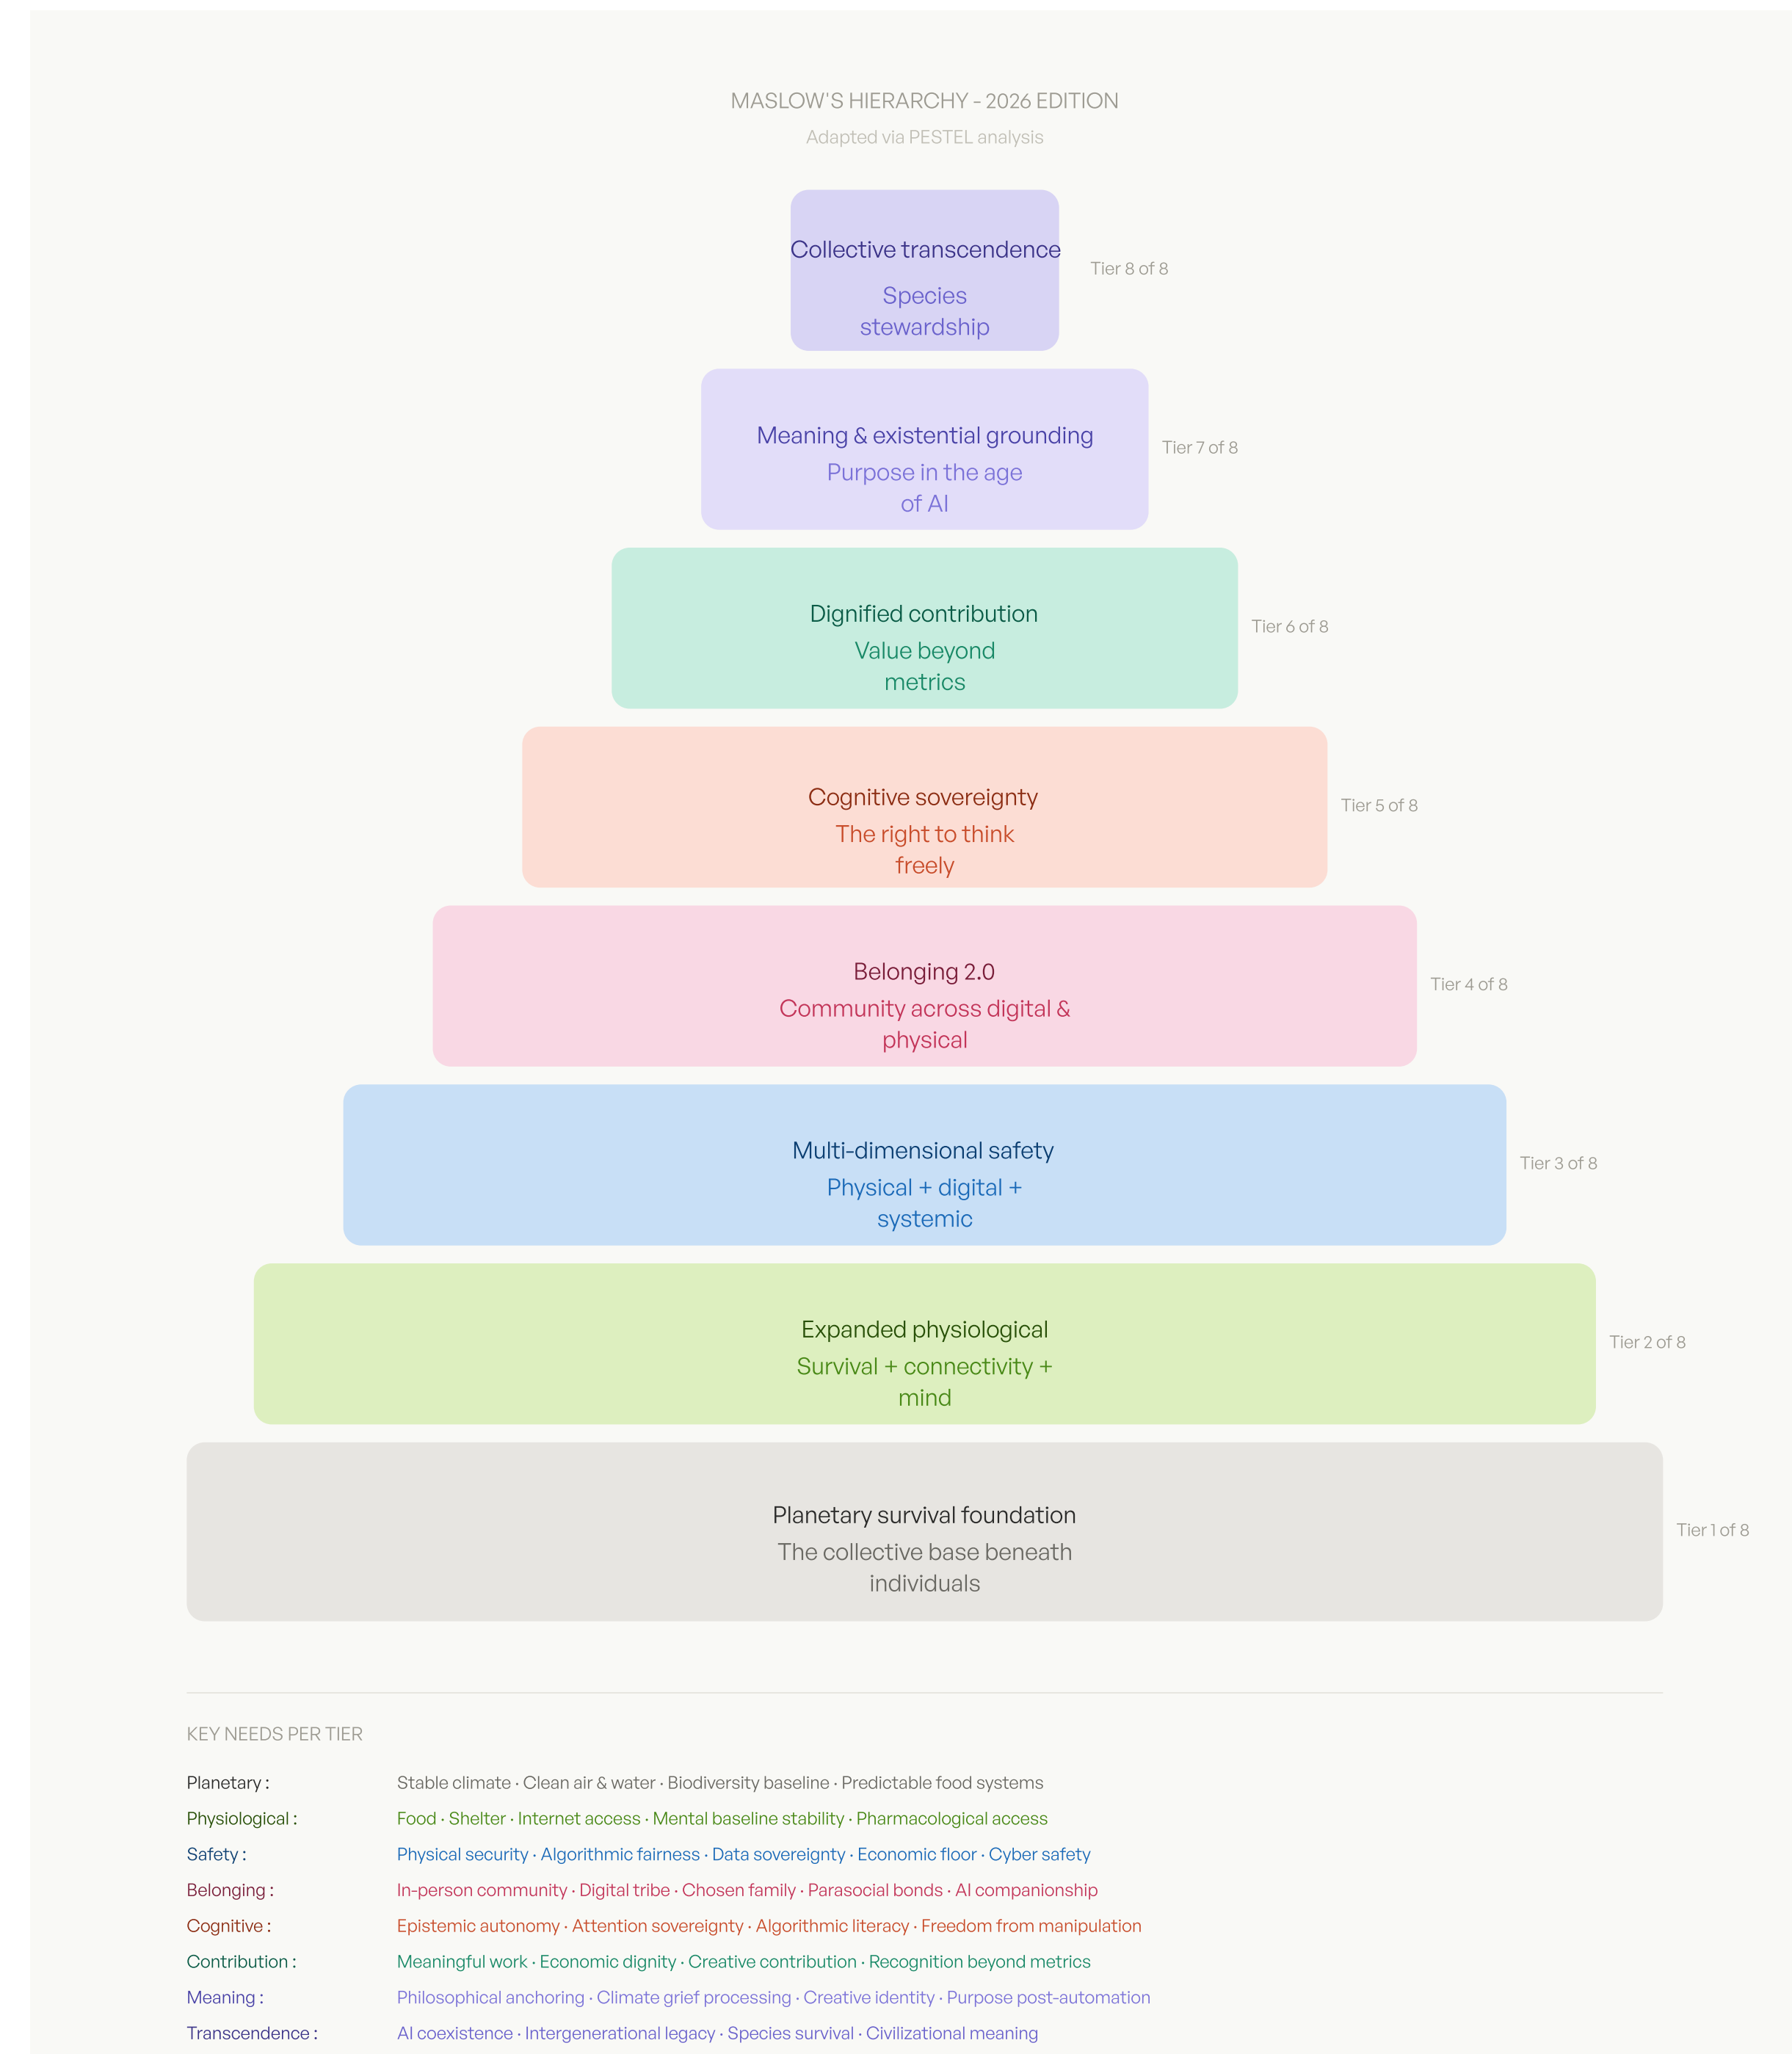 MASLOW'S HIERARCHY - 2026 EDITION
Adapted via PESTEL analysis
Collective transcendence
Species
stewardship
Tier 8 of 8
Meaning & existential grounding
Purpose in the age
of AI
Tier 7 of 8
Dignified contribution
Value beyond
metrics
Tier 6 of 8
Cognitive sovereignty
The right to think
freely
Tier 5 of 8
Belonging 2.0
Community across digital &
physical
Tier 4 of 8
Multi-dimensional safety
Physical + digital +
systemic
Tier 3 of 8
Expanded physiological
Survival + connectivity +
mind
Tier 2 of 8
Planetary survival foundation
The collective base beneath
individuals
Tier 1 of 8
KEY NEEDS PER TIER
Planetary : Stable climate · Clean air & water · Biodiversity baseline · Predictable food systems
Physiological : Food · Shelter · Internet access · Mental baseline stability · Pharmacological access
Safety : Physical security · Algorithmic fairness · Data sovereignty · Economic floor · Cyber safety
Belonging : In-person community · Digital tribe · Chosen family · Parasocial bonds · AI companionship
Cognitive : Epistemic autonomy · Attention sovereignty · Algorithmic literacy · Freedom from manipulation
Contribution : Meaningful work · Economic dignity · Creative contribution · Recognition beyond metrics
Meaning : Philosophical anchoring · Climate grief processing · Creative identity · Purpose post-automation
Transcendence : AI coexistence · Intergenerational legacy · Species survival · Civilizational meaning